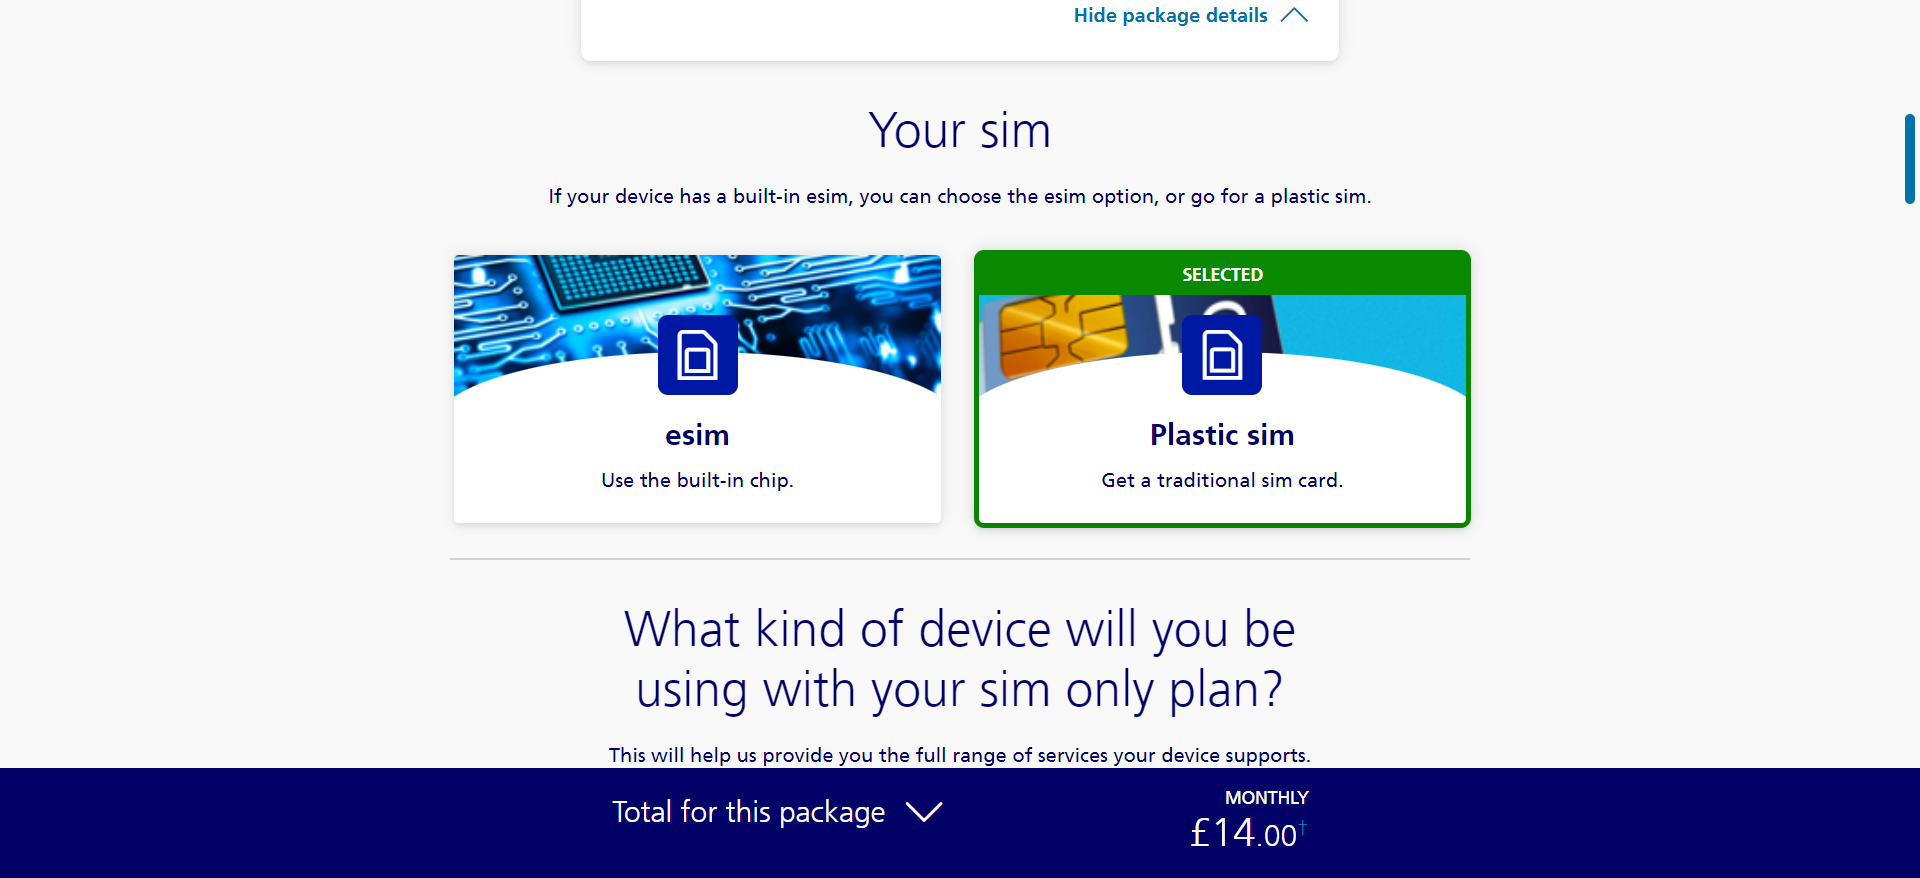 Hide package details
Your sim
If your device has a built-in esim, you can choose the esim option, or go for a plastic sim.
esim
Use the built-in chip.
SELECTED
Plastic sim
Get a traditional sim card.
What kind of device will you be
using with your sim only plan?
This will help us provide you the full range of services your device supports.
Total for this package
MONTHLY
£14.00†